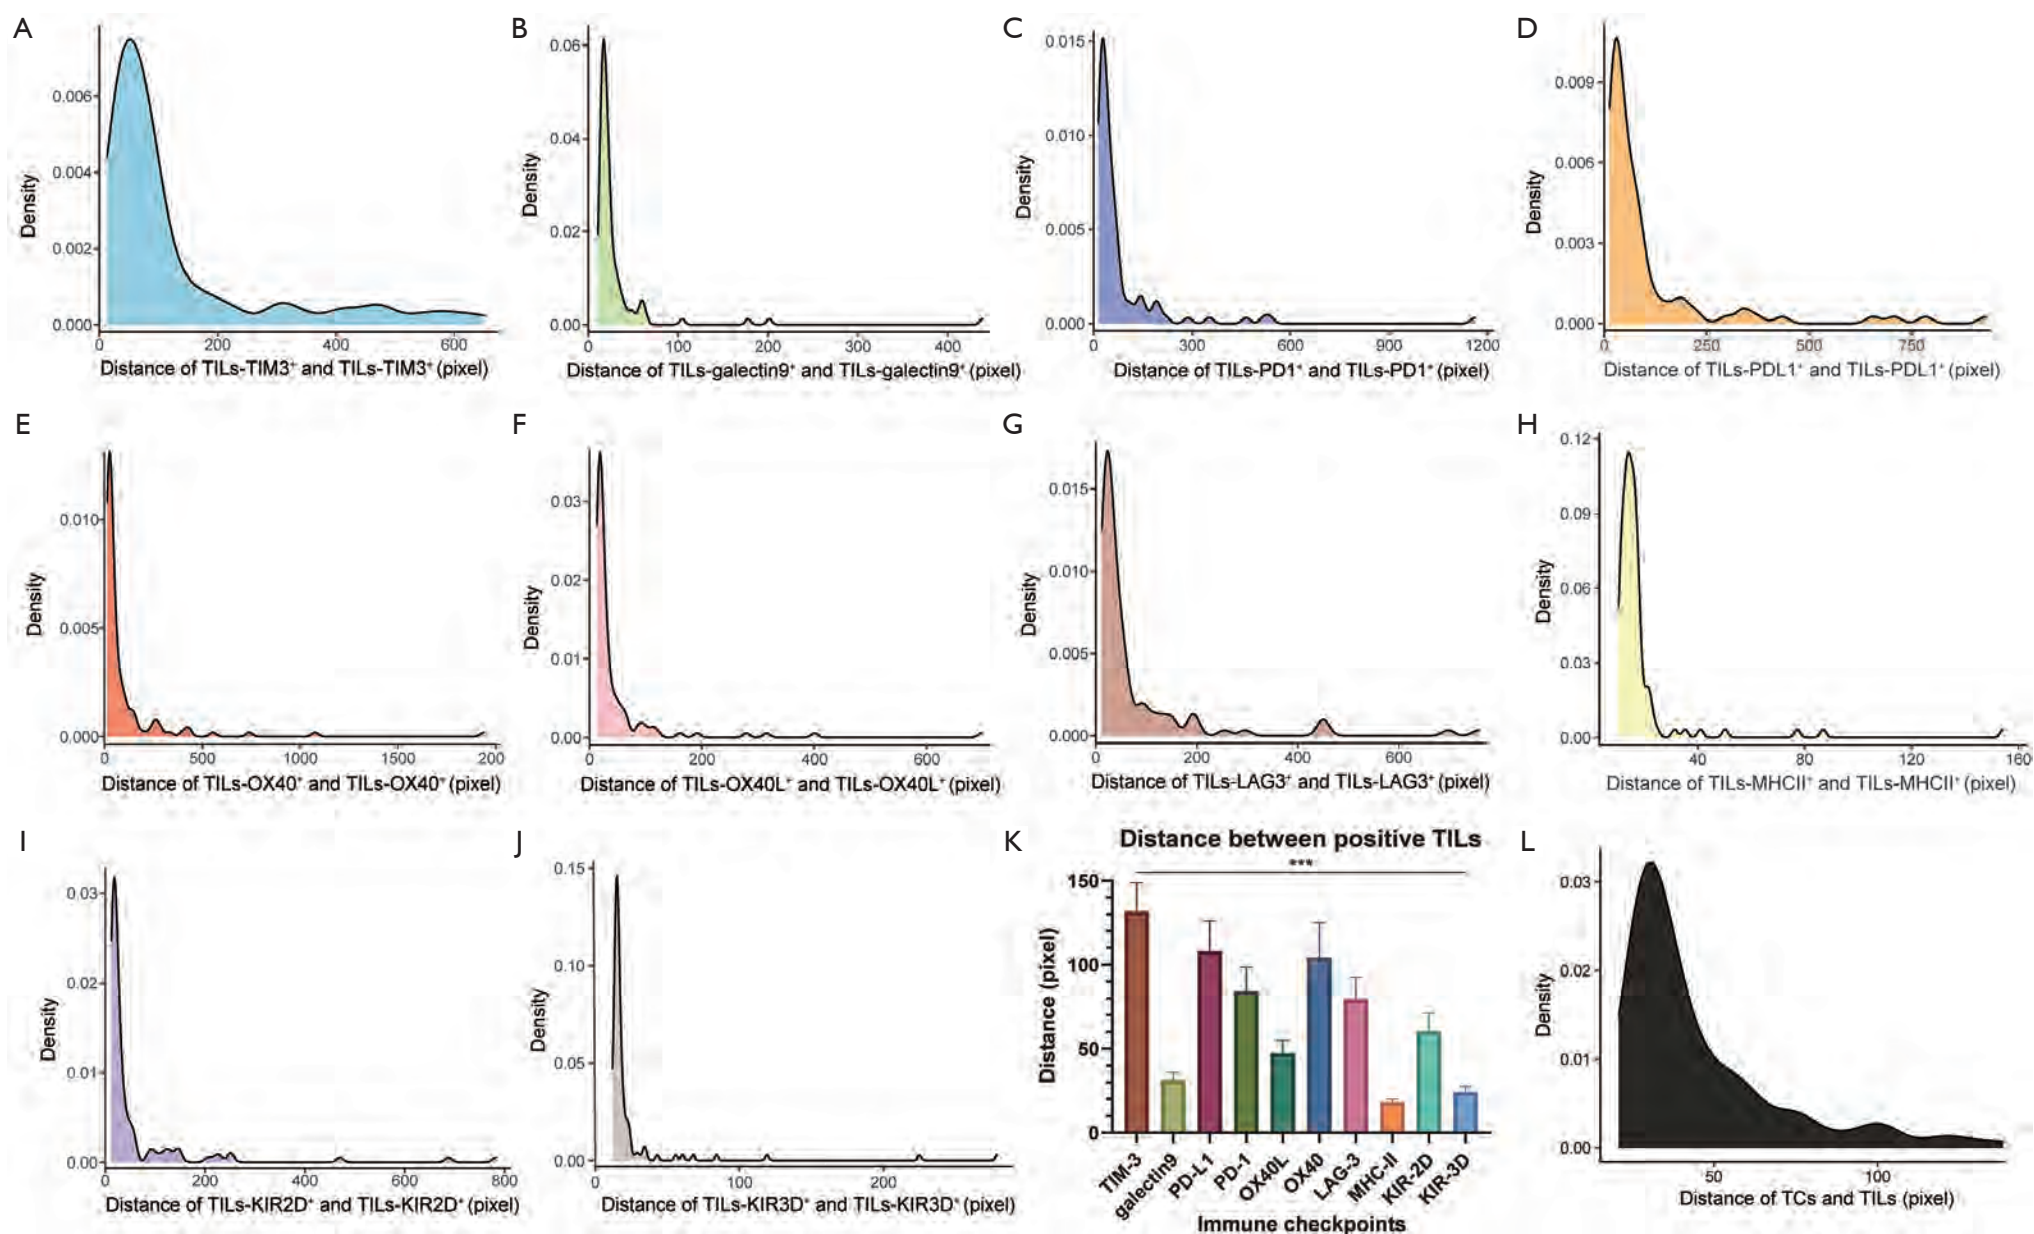 A
Density
0.006
0.004
0.002
0.000
0 200 400 600
Distance of TILs-TIM3⁺ and TILs-TIM3⁺ (pixel)
B
Density
0.06
0.04
0.02
0.00
0 100 200 300 400
Distance of TILs-galectin9⁺ and TILs-galectin9⁺ (pixel)
C
Density
0.015
0.010
0.005
0.000
0 300 600 900 1200
Distance of TILs-PD1⁺ and TILs-PD1⁺ (pixel)
D
Density
0.009
0.006
0.003
0.000
0 250 500 750
Distance of TILs-PDL1⁺ and TILs-PDL1⁺ (pixel)
E
Density
0.010
0.005
0.000
0 500 1000 1500 200
Distance of TILs-OX40⁺ and TILs-OX40⁺ (pixel)
F
Density
0.03
0.02
0.01
0.00
0 200 400 600
Distance of TILs-OX40L⁺ and TILs-OX40L⁺ (pixel)
G
Density
0.015
0.010
0.005
0.000
0 200 400 600
Distance of TILs-LAG3⁺ and TILs-LAG3⁺ (pixel)
H
Density
0.12
0.09
0.06
0.03
0.00
40 80 120 160
Distance of TILs-MHCII⁺ and TILs-MHCII⁺ (pixel)
I
Density
0.03
0.02
0.01
0.00
0 200 400 600 800
Distance of TILs-KIR2D⁺ and TILs-KIR2D⁺ (pixel)
J
Density
0.15
0.10
0.05
0.00
0 100 200
Distance of TILs-KIR3D⁺ and TILs-KIR3D⁺ (pixel)
K
Distance between positive TILs
***
Distance (pixel)
150
100
50
0
TIM-3
galectin9
PD-L1
PD-1
OX40L
OX40
LAG-3
MHC-II
KIR-2D
KIR-3D
Immune checkpoints
L
Density
0.03
0.02
0.01
0.00
50 100
Distance of TCs and TILs (pixel)